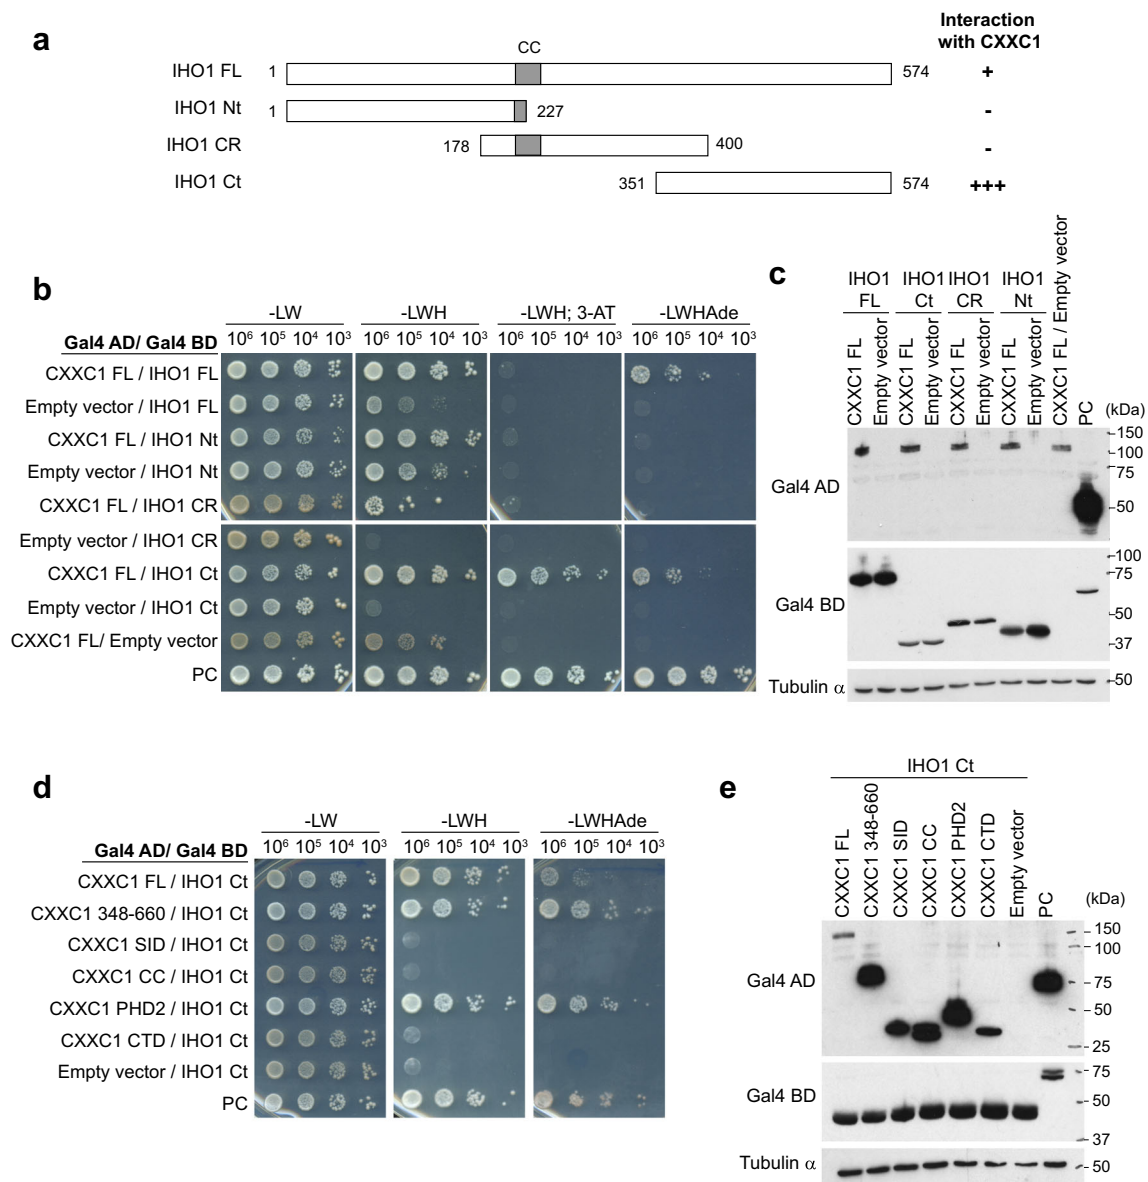 a
Interaction
with CXXC1
CC
IHO1 FL 1 574 +
IHO1 Nt 1 227 -
IHO1 CR 178 400 -
IHO1 Ct 351 574 +++
b
-LW -LWH -LWH; 3-AT -LWHAde
Gal4 AD/ Gal4 BD 10⁶ 10⁵ 10⁴ 10³ 10⁶ 10⁵ 10⁴ 10³ 10⁶ 10⁵ 10⁴ 10³ 10⁶ 10⁵ 10⁴ 10³
CXXC1 FL / IHO1 FL
Empty vector / IHO1 FL
CXXC1 FL / IHO1 Nt
Empty vector / IHO1 Nt
CXXC1 FL / IHO1 CR
Empty vector / IHO1 CR
CXXC1 FL / IHO1 Ct
Empty vector / IHO1 Ct
CXXC1 FL/ Empty vector
PC
c
IHO1 IHO1 IHO1 IHO1
FL Ct CR Nt
CXXC1 FL
Empty vector
CXXC1 FL
Empty vector
CXXC1 FL
Empty vector
CXXC1 FL
Empty vector
CXXC1 FL / Empty vector
PC
(kDa)
Gal4 AD
150
100
75
50
Gal4 BD
100
75
50
37
Tubulin α
50
d
-LW -LWH -LWHAde
Gal4 AD/ Gal4 BD 10⁶ 10⁵ 10⁴ 10³ 10⁶ 10⁵ 10⁴ 10³ 10⁶ 10⁵ 10⁴ 10³
CXXC1 FL / IHO1 Ct
CXXC1 348-660 / IHO1 Ct
CXXC1 SID / IHO1 Ct
CXXC1 CC / IHO1 Ct
CXXC1 PHD2 / IHO1 Ct
CXXC1 CTD / IHO1 Ct
Empty vector / IHO1 Ct
PC
e
IHO1 Ct
CXXC1 FL
CXXC1 348-660
CXXC1 SID
CXXC1 CC
CXXC1 PHD2
CXXC1 CTD
Empty vector
PC
(kDa)
Gal4 AD
150
100
75
50
25
Gal4 BD
75
50
37
Tubulin α
50